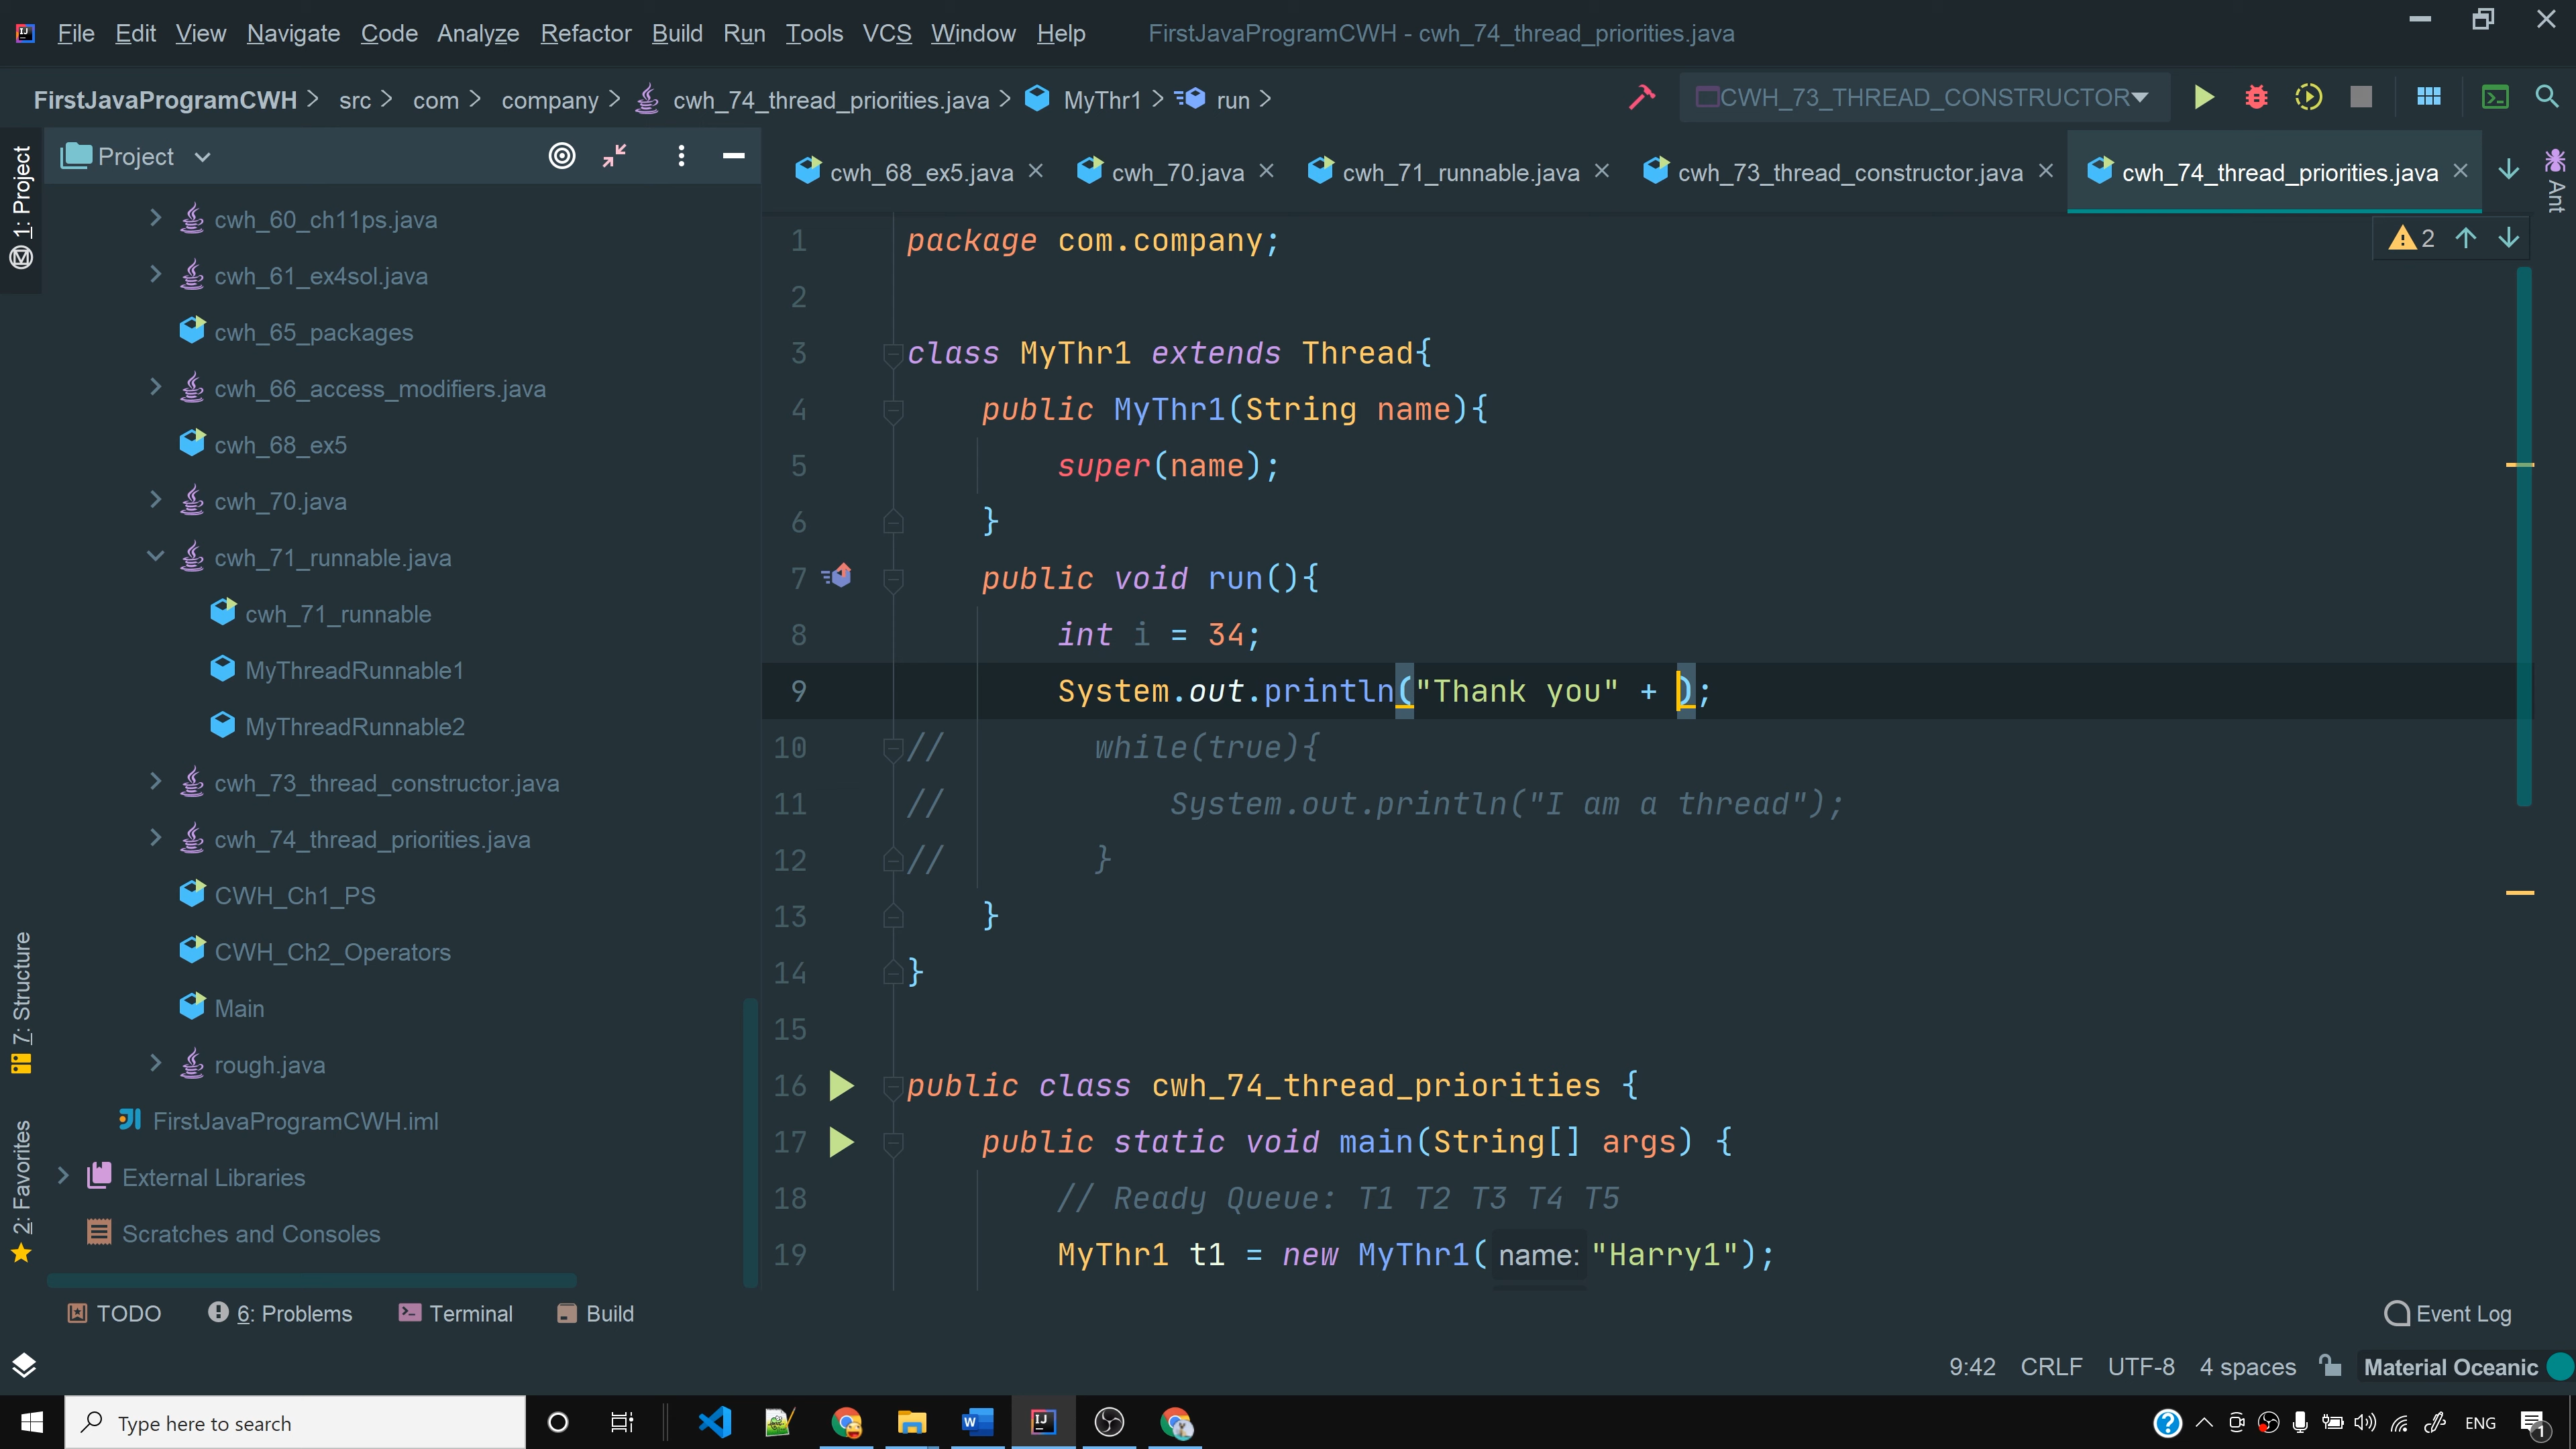 File Edit View Navigate Code Analyze Refactor Build Run Tools VCS Window Help FirstJavaProgramCWH - cwh_74_thread_priorities.java
FirstJavaProgramCWH src com company cwh_74_thread_priorities.java MyThr1 run CWH_73_THREAD_CONSTRUCTOR
Project
cwh_68_ex5.java cwh_70.java cwh_71_runnable.java cwh_73_thread_constructor.java cwh_74_thread_priorities.java
1: Project
7: Structure
2: Favorites
Ant
cwh_60_ch11ps.java
cwh_61_ex4sol.java
cwh_65_packages
cwh_66_access_modifiers.java
cwh_68_ex5
cwh_70.java
cwh_71_runnable.java
cwh_71_runnable
MyThreadRunnable1
MyThreadRunnable2
cwh_73_thread_constructor.java
cwh_74_thread_priorities.java
CWH_Ch1_PS
CWH_Ch2_Operators
Main
rough.java
FirstJavaProgramCWH.iml
External Libraries
Scratches and Consoles
2
1 package com.company;
2
3 class MyThr1 extends Thread{
4 public MyThr1(String name){
5 super(name);
6 }
7 public void run(){
8 int i = 34;
9 System.out.println("Thank you" + );
10 // while(true){
11 // System.out.println("I am a thread");
12 // }
13 }
14 }
15
16 public class cwh_74_thread_priorities {
17 public static void main(String[] args) {
18 // Ready Queue: T1 T2 T3 T4 T5
19 MyThr1 t1 = new MyThr1( name: "Harry1");
TODO 6: Problems Terminal Build Event Log
9:42 CRLF UTF-8 4 spaces Material Oceanic
Type here to search ENG 1